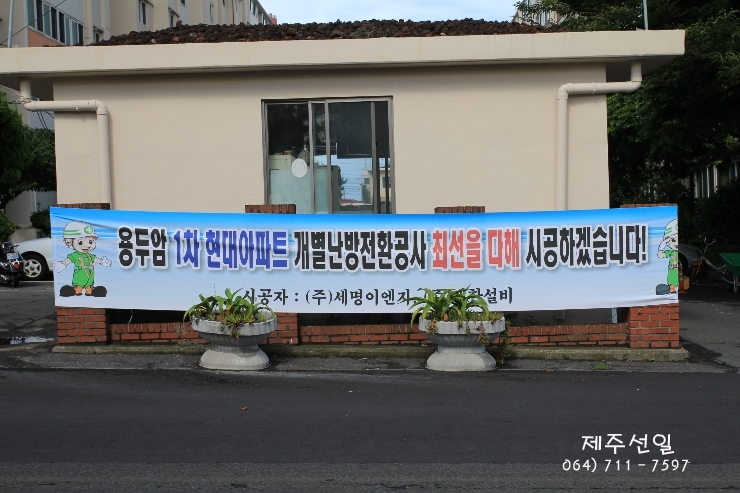 용두암 1차 현대아파트 개별난방전환공사 최선을 다해 시공하겠습니다!
시공자 : (주)세명이엔지
제주선일
064) 711-7597